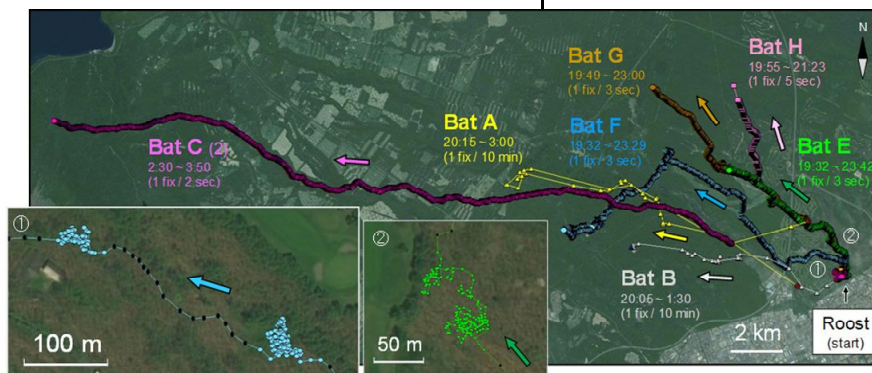 N
Bat G
19:49 ~ 23:00
(1 fix / 3 sec)
Bat H
19:55 ~ 21:23
(1 fix / 5 sec)
Bat C (2)
2:30 ~ 3:50
(1 fix / 2 sec)
Bat A
20:15 ~ 3:00
(1 fix / 10 min)
Bat F
19:32 ~ 23:29
(1 fix / 3 sec)
Bat E
19:32 ~ 23:42
(1 fix / 3 sec)
①
100 m
②
50 m
Bat B
20:05 ~ 1:30
(1 fix / 10 min)
①
②
2 km
Roost
(start)